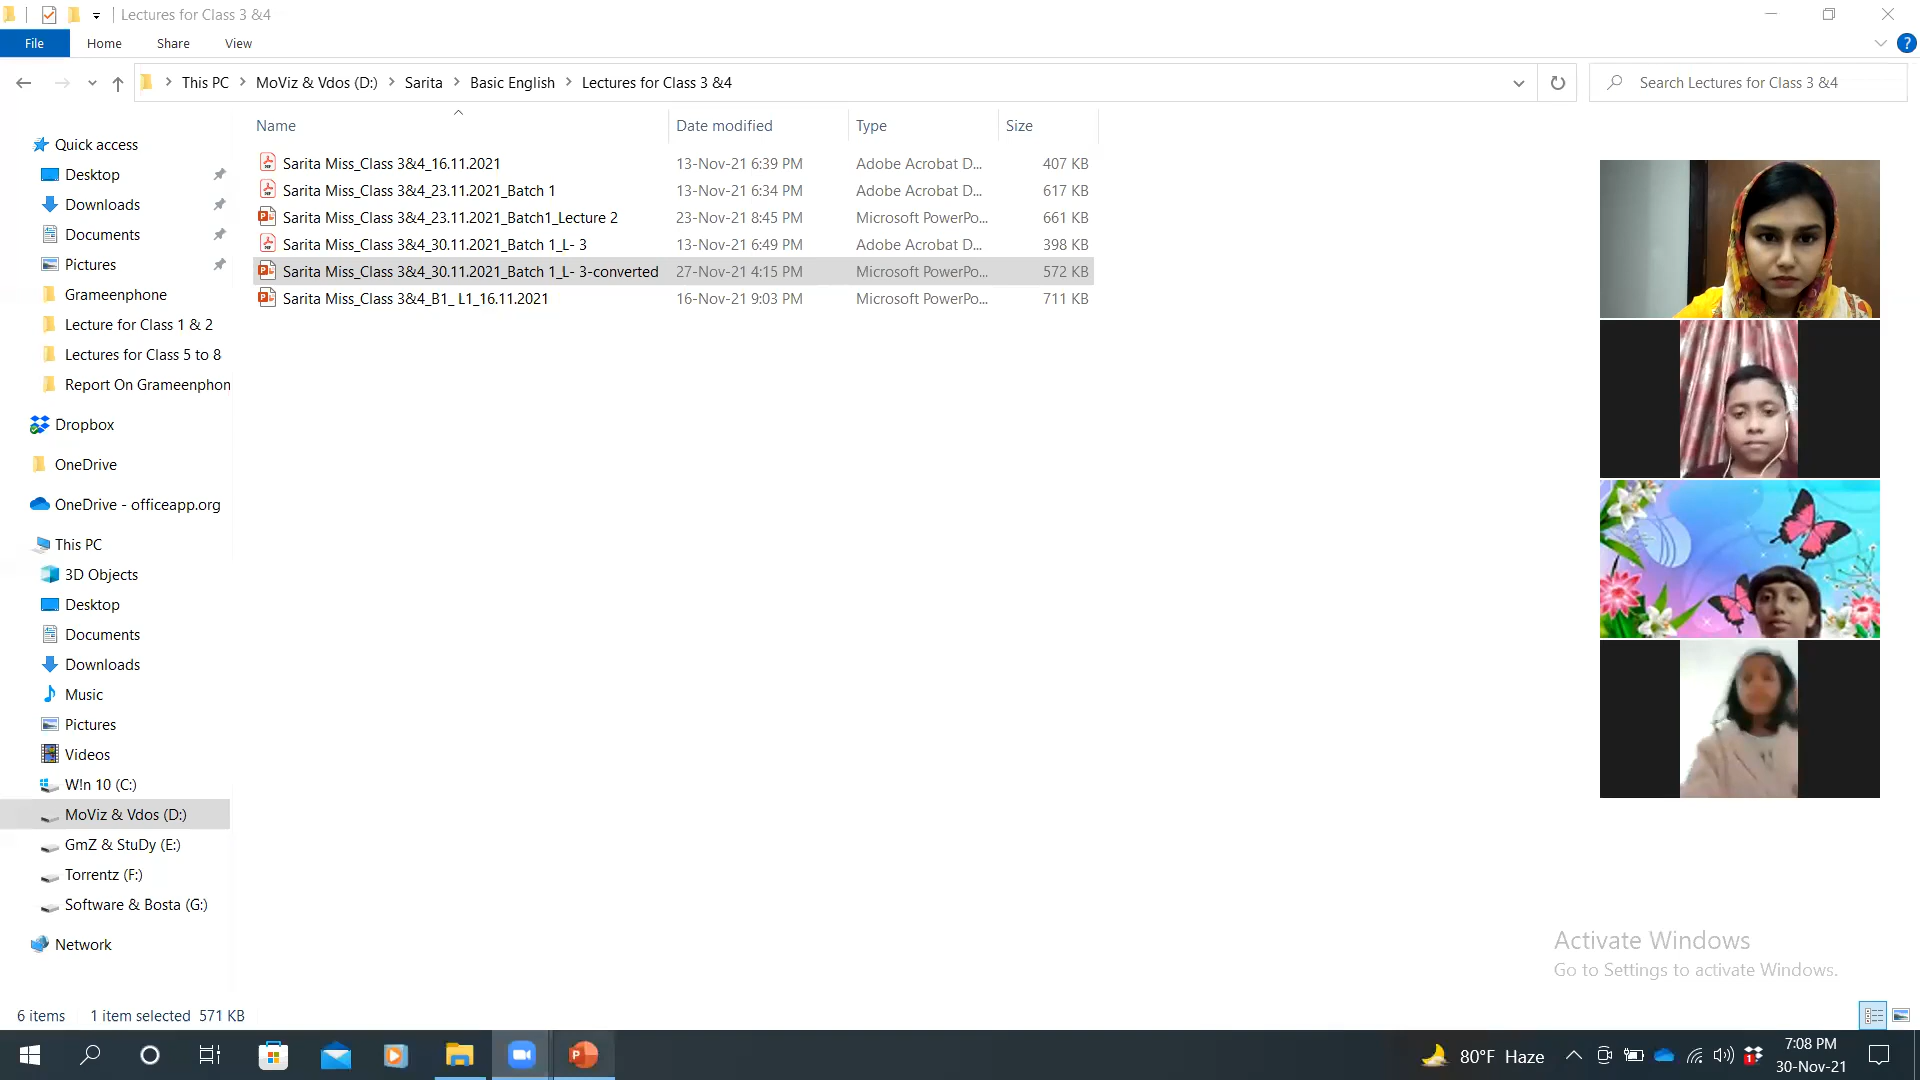 Lectures for Class 3 &4
File Home Share View
This PC MoViz & Vdos (D:) Sarita Basic English Lectures for Class 3 &4
Search Lectures for Class 3 &4
Name Date modified Type Size
Sarita Miss_Class 3&4_16.11.2021 13-Nov-21 6:39 PM Adobe Acrobat D... 407 KB
Sarita Miss_Class 3&4_23.11.2021_Batch 1 13-Nov-21 6:34 PM Adobe Acrobat D... 617 KB
Sarita Miss_Class 3&4_23.11.2021_Batch1_Lecture 2 23-Nov-21 8:45 PM Microsoft PowerPo... 661 KB
Sarita Miss_Class 3&4_30.11.2021_Batch 1_L- 3 13-Nov-21 6:49 PM Adobe Acrobat D... 398 KB
Sarita Miss_Class 3&4_30.11.2021_Batch 1_L- 3-converted 27-Nov-21 4:15 PM Microsoft PowerPo... 572 KB
Sarita Miss_Class 3&4_B1_ L1_16.11.2021 16-Nov-21 9:03 PM Microsoft PowerPo... 711 KB
Quick access
Desktop
Downloads
Documents
Pictures
Grameenphone
Lecture for Class 1 & 2
Lectures for Class 5 to 8
Report On Grameenphon
Dropbox
OneDrive
OneDrive - officeapp.org
This PC
3D Objects
Desktop
Documents
Downloads
Music
Pictures
Videos
W!n 10 (C:)
MoViz & Vdos (D:)
GmZ & StuDy (E:)
Torrentz (F:)
Software & Bosta (G:)
Network
Activate Windows
Go to Settings to activate Windows.
6 items 1 item selected 571 KB
80°F Haze
7:08 PM
30-Nov-21